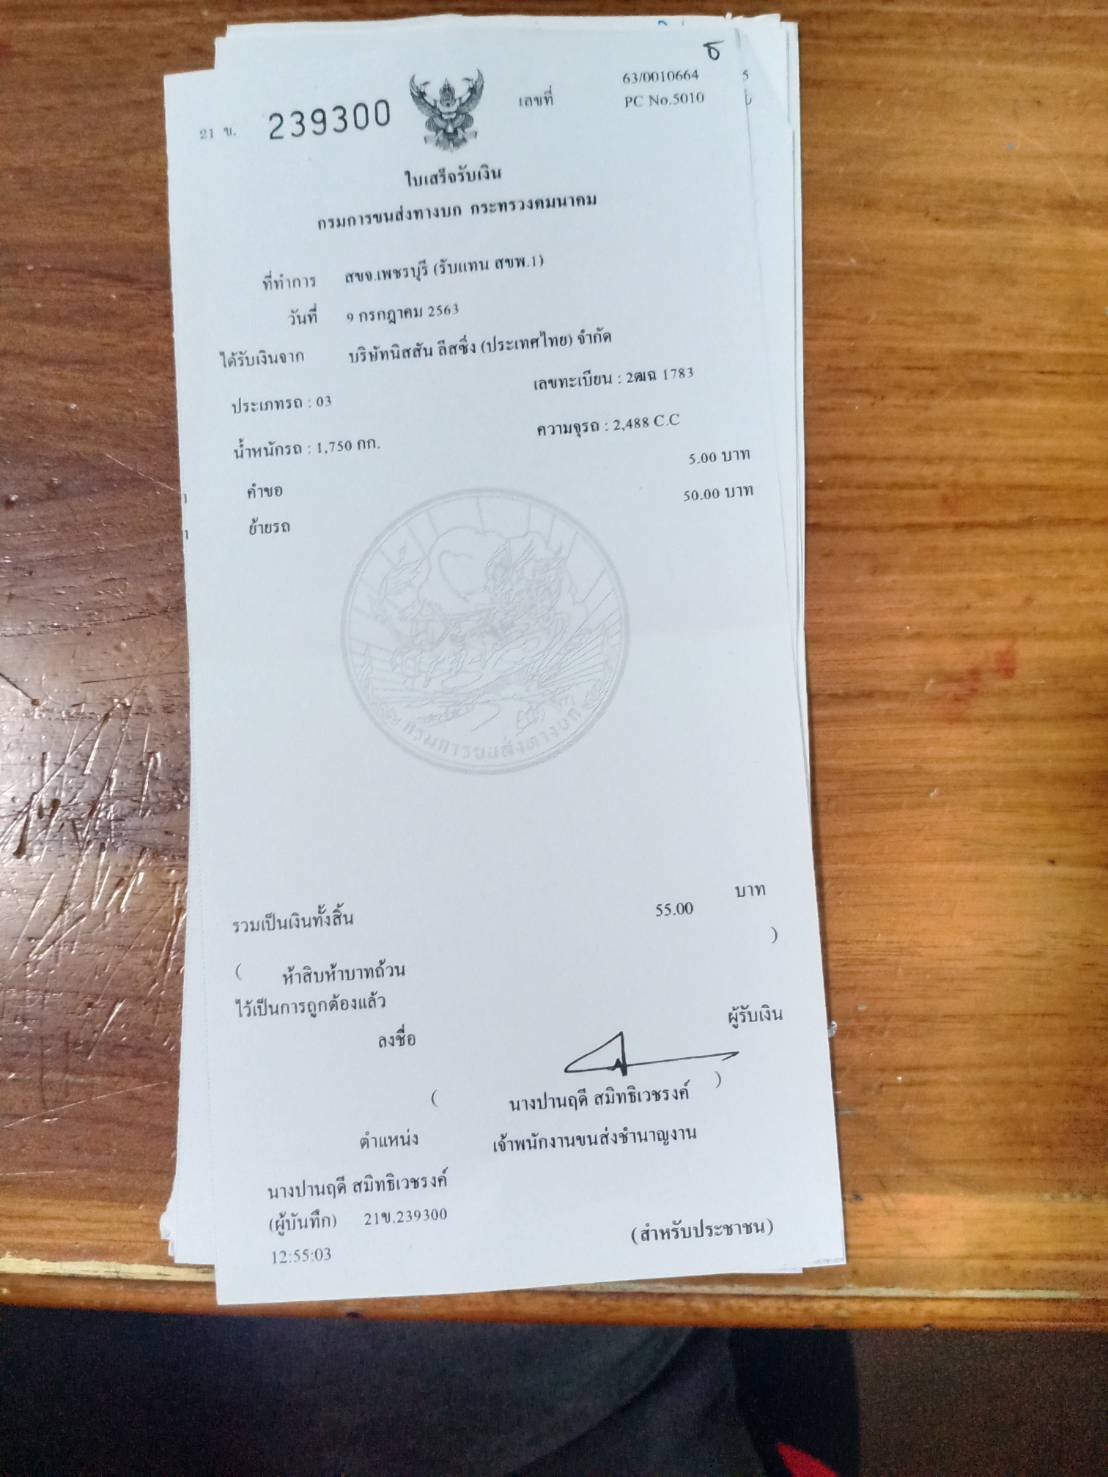 ธ
21 ข. 239300 เลขที่ 63/0010664
PC No.5010
ใบเสร็จรับเงิน
กรมการขนส่งทางบก กระทรวงคมนาคม
ที่ทำการ สขจ.เพชรบุรี (รับแทน สขพ.1)
วันที่ 9 กรกฎาคม 2563
ได้รับเงินจาก บริษัทนิสสัน ลีสซิ่ง (ประเทศไทย) จำกัด
ประเภทรถ : 03 เลขทะเบียน : 2ฒฉ 1783
น้ำหนักรถ : 1,750 กก. ความจุรถ : 2,488 C.C
คำขอ 5.00 บาท
ย้ายรถ 50.00 บาท
กรมการขนส่งทางบก
รวมเป็นเงินทั้งสิ้น 55.00 บาท
( ห้าสิบห้าบาทถ้วน )
ไว้เป็นการถูกต้องแล้ว
ลงชื่อ ผู้รับเงิน
( นางปานฤดี สมิทธิเวชรงค์ )
ตำแหน่ง เจ้าพนักงานขนส่งชำนาญงาน
นางปานฤดี สมิทธิเวชรงค์
(ผู้บันทึก) 21ข.239300
12:55:03 (สำหรับประชาชน)